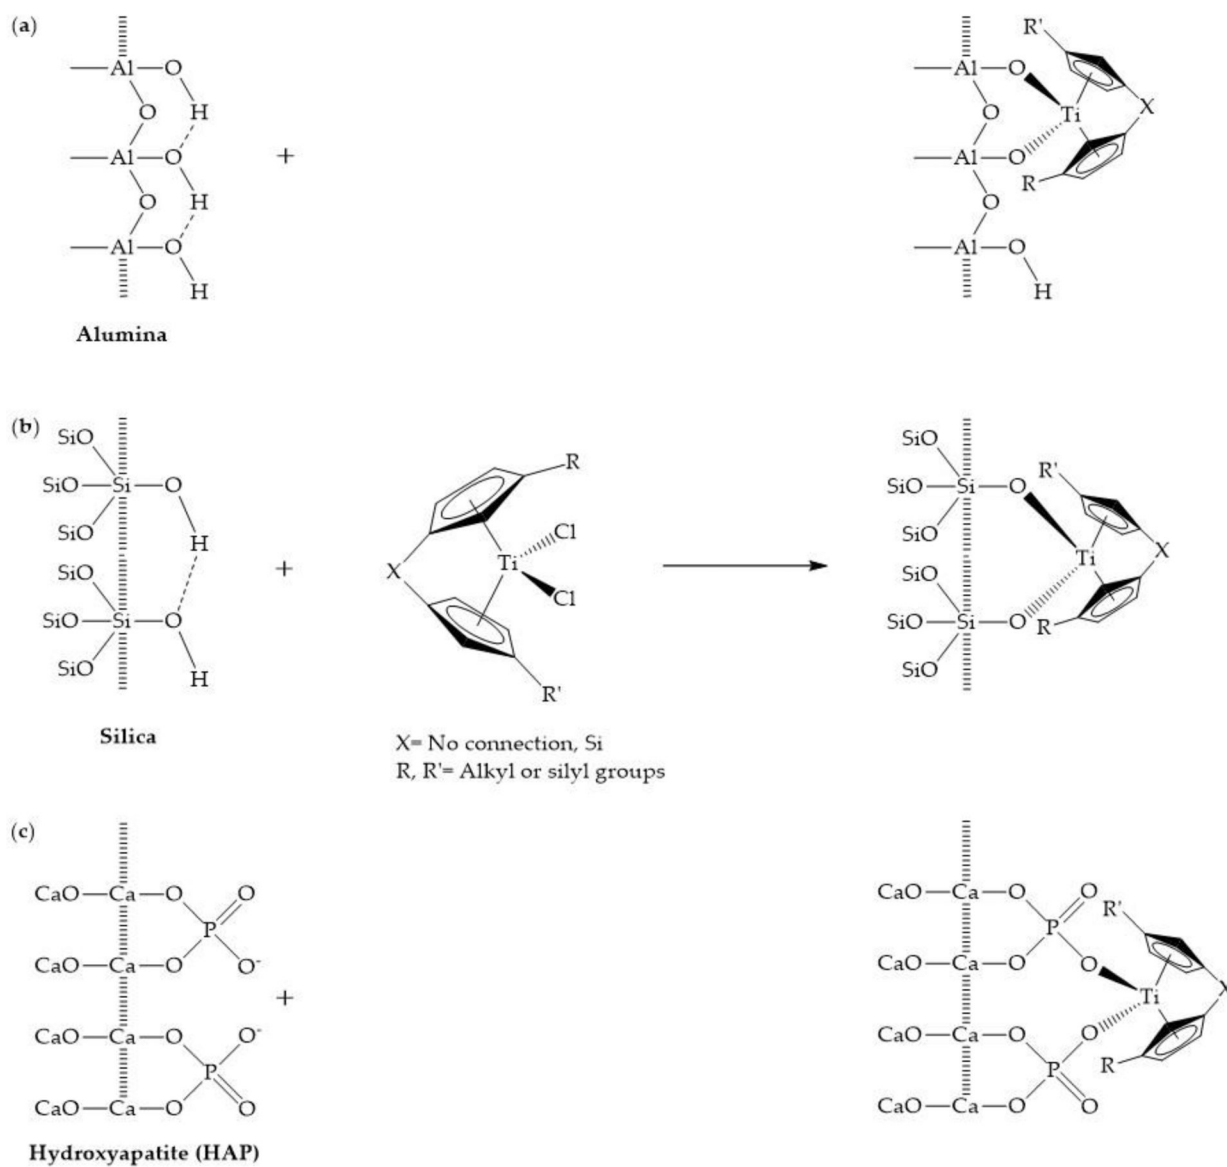 (a)
Al O H
O
Al O H
O
Al O
H
+
R'
Al O
O
Ti X
Al O
R
O
Al O
H
Alumina
(b)
SiO
SiO Si O
SiO
H
SiO
SiO Si O
SiO H
+
R
Cl
Ti
X
Cl
R'
SiO
R'
SiO Si O
SiO
Ti X
SiO
SiO Si O R
SiO
Silica
X= No connection, Si
R, R'= Alkyl or silyl groups
(c)
CaO Ca O O
P
CaO Ca O O-
+
CaO Ca O O-
P
CaO Ca O O
CaO Ca O O
R'
P
CaO Ca O O
Ti X
CaO Ca O O
P R
CaO Ca O O
Hydroxyapatite (HAP)